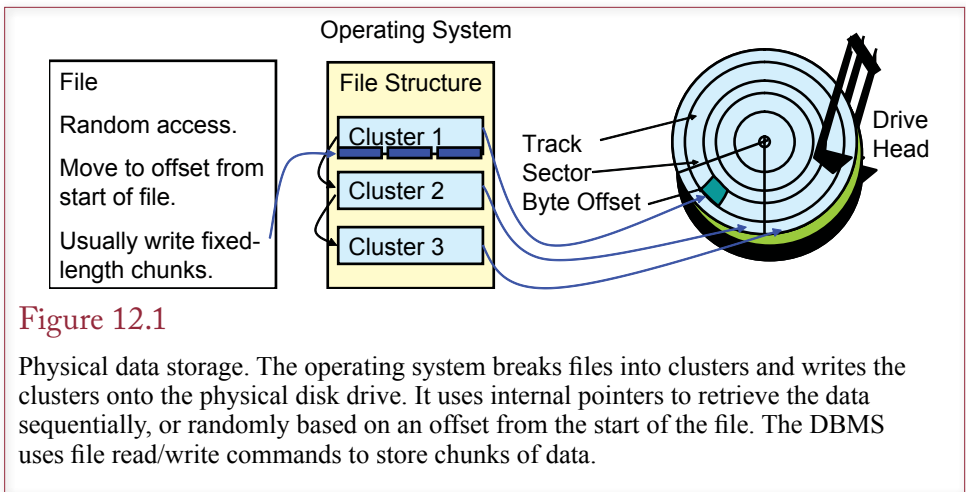 Operating System
File
Random access.
Move to offset from
start of file.
Usually write fixed-
length chunks.
File Structure
Cluster 1
Cluster 2
Cluster 3
Track
Sector
Byte Offset
Drive
Head
Figure 12.1
Physical data storage. The operating system breaks files into clusters and writes the
clusters onto the physical disk drive. It uses internal pointers to retrieve the data
sequentially, or randomly based on an offset from the start of the file. The DBMS
uses file read/write commands to store chunks of data.